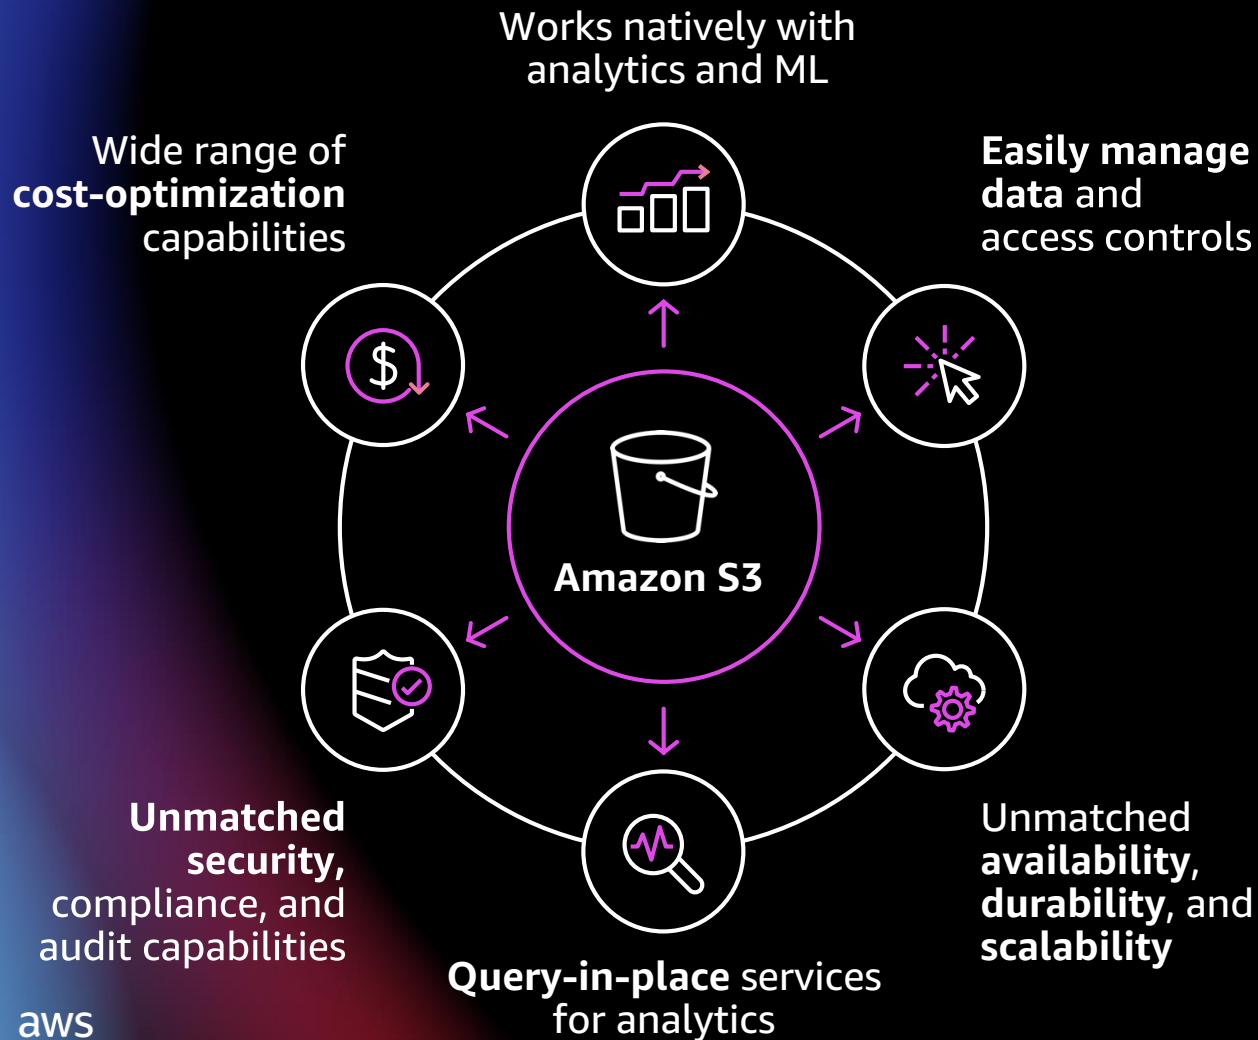 Works natively with
analytics and ML
Wide range of
cost-optimization
capabilities
Easily manage
data and
access controls
$
Amazon S3
Unmatched
security,
compliance, and
audit capabilities
Unmatched
availability,
durability, and
scalability
Query-in-place services
for analytics
aws